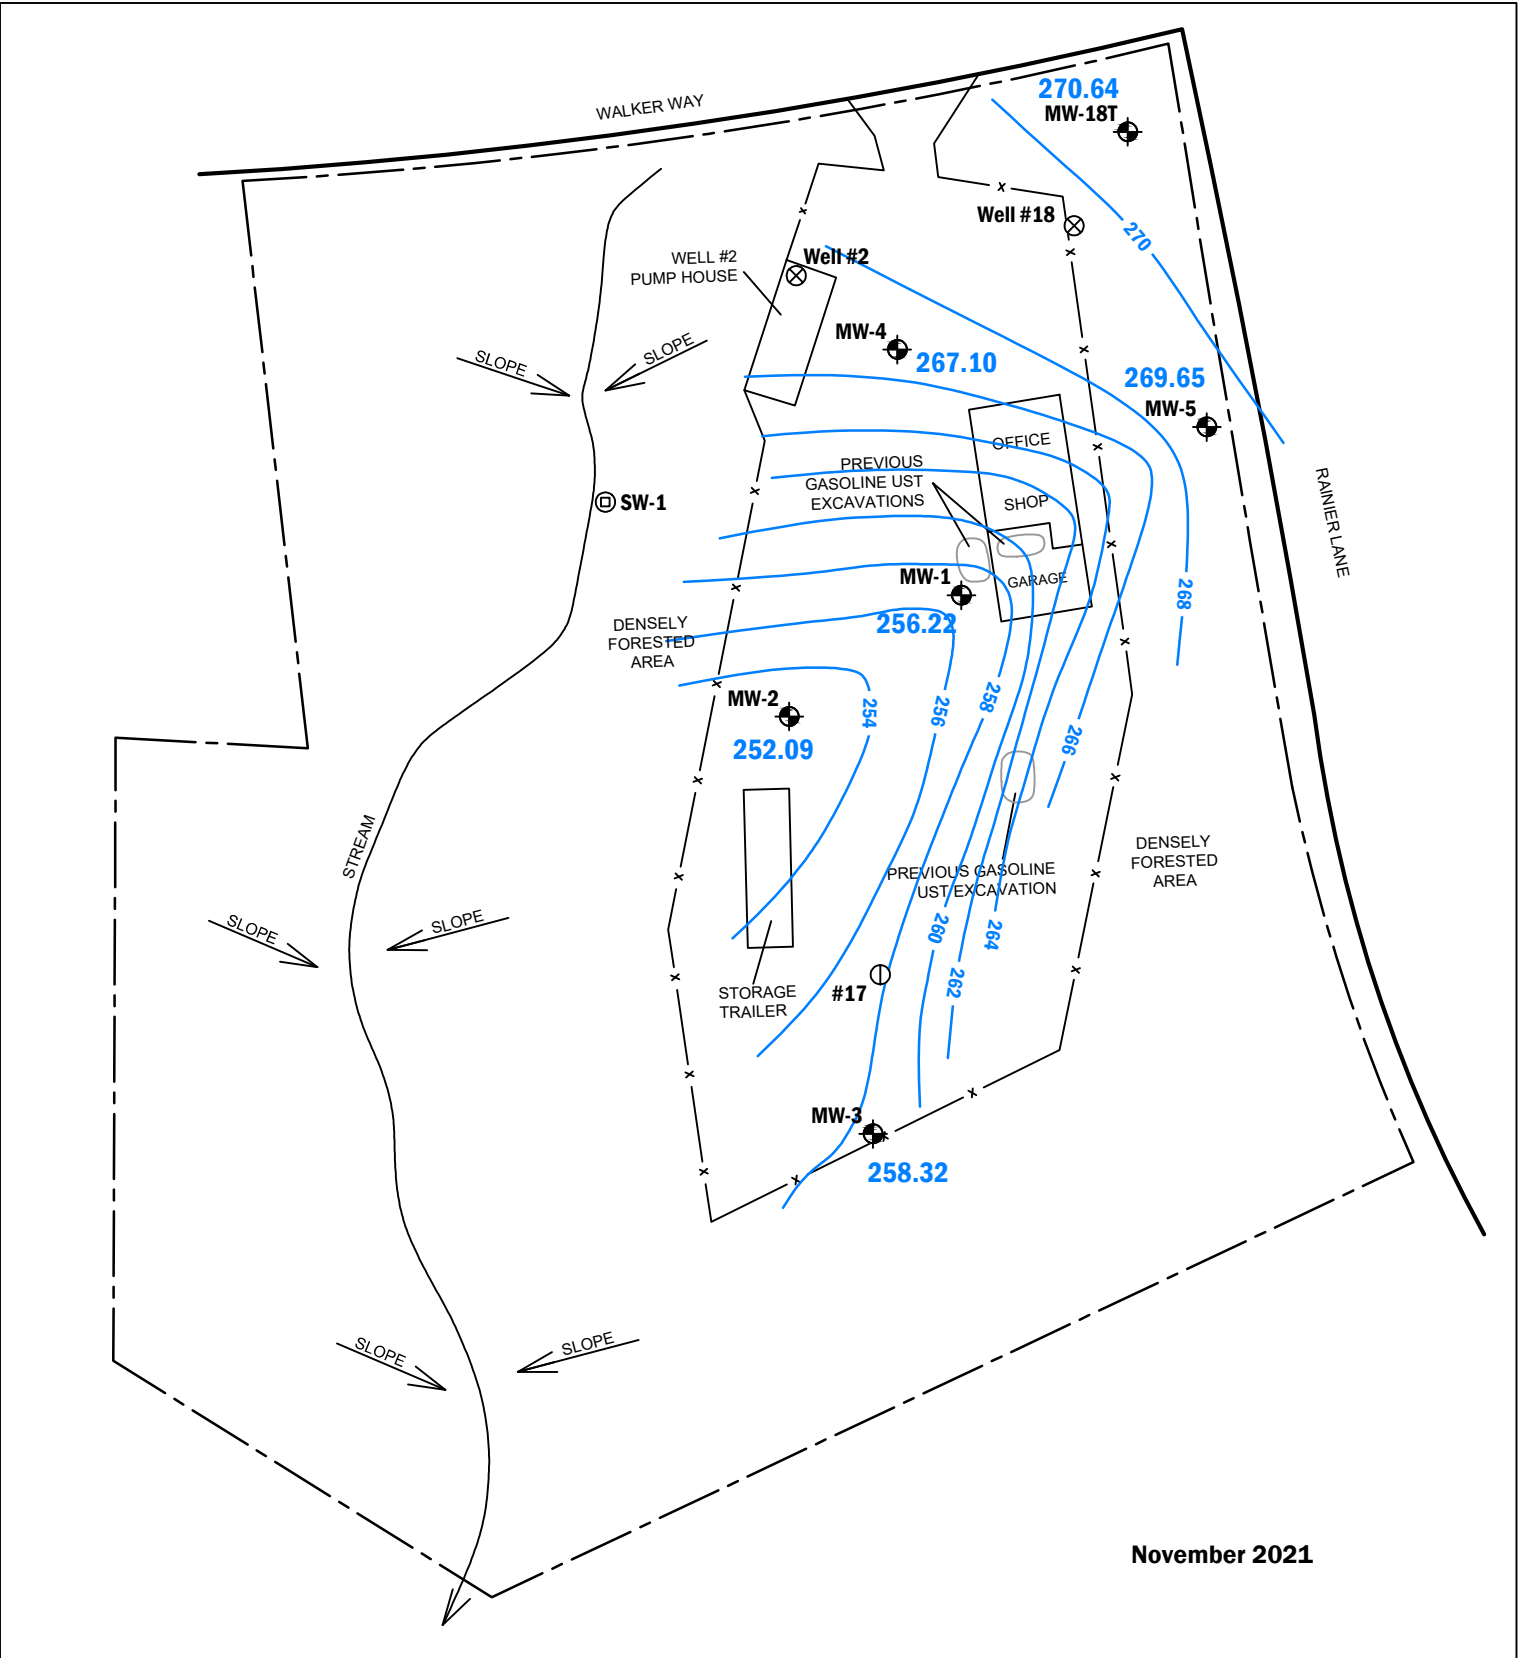 270.64
MW-18T
WALKER WAY
Well #18
270
WELL #2
PUMP HOUSE
Well #2
MW-4
267.10
SLOPE
SLOPE
269.65
MW-5
OFFICE
PREVIOUS
GASOLINE UST
EXCAVATIONS
SHOP
SW-1
RAINIER LANE
MW-1
GARAGE
256.22
268
DENSELY
FORESTED
AREA
MW-2
252.09
254
256
258
266
STREAM
DENSELY
FORESTED
AREA
PREVIOUS GASOLINE
UST EXCAVATION
SLOPE
SLOPE
260
264
262
#17
STORAGE
TRAILER
MW-3
258.32
SLOPE
SLOPE
November 2021